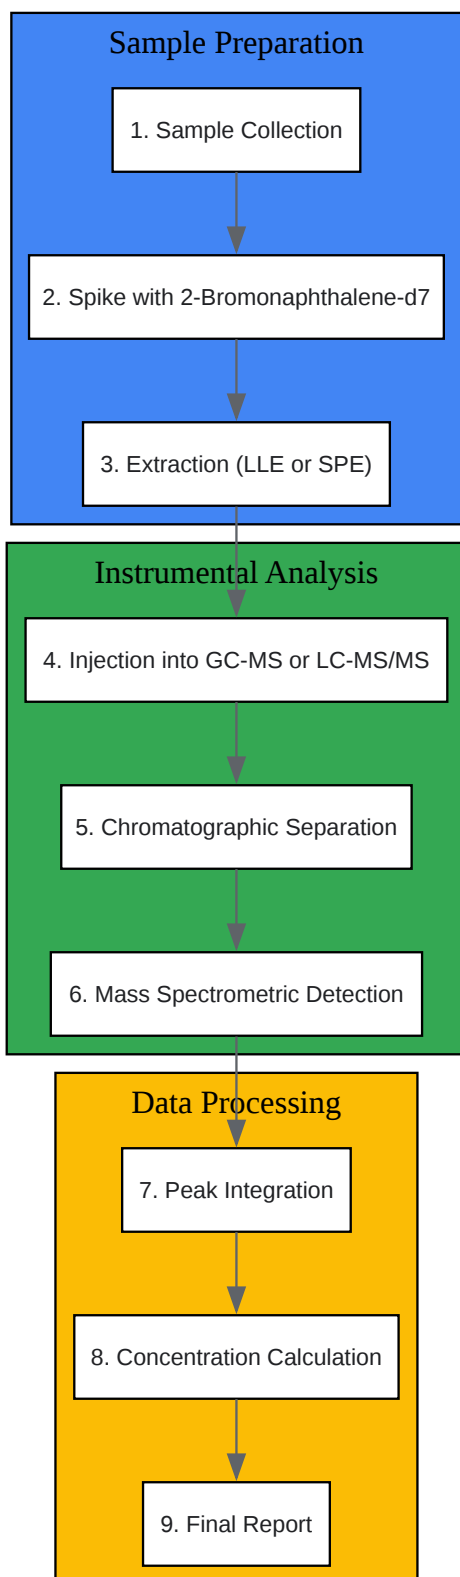 Sample Preparation
1. Sample Collection
2. Spike with 2-Bromonaphthalene-d7
3. Extraction (LLE or SPE)
Instrumental Analysis
4. Injection into GC-MS or LC-MS/MS
5. Chromatographic Separation
6. Mass Spectrometric Detection
Data Processing
7. Peak Integration
8. Concentration Calculation
9. Final Report